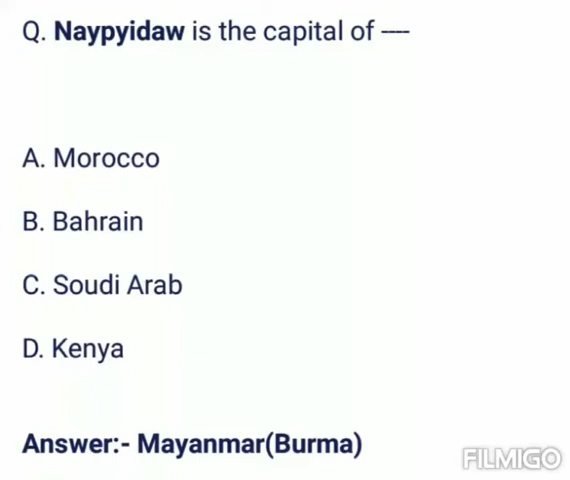 Q. Naypyidaw is the capital of —–
A. Morocco
B. Bahrain
C. Soudi Arab
D. Kenya
Answer:- Mayanmar(Burma)
FILMIGO